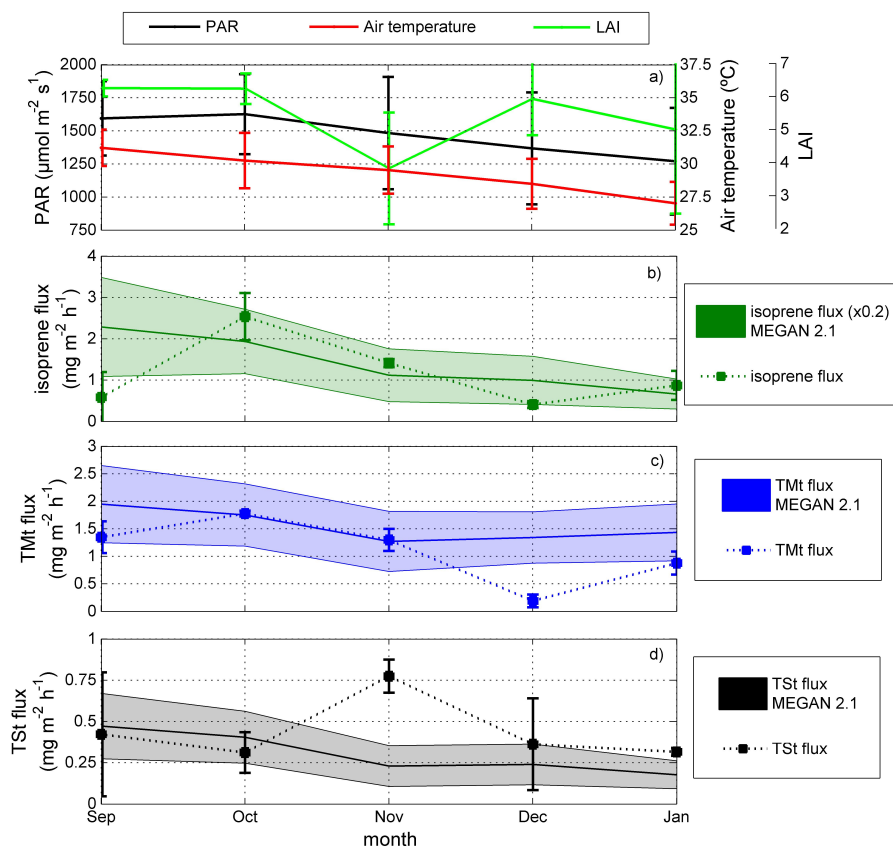 PAR Air temperature LAI
a)
2000
1750
1500
1250
1000
750
PAR (µmol m⁻² s¹)
37.5
35
32.5
30
27.5
25
Air temperature (ºC)
7
6
5
4
3
2
LAI
b)
4
3
2
1
0
isoprene flux
(mg m⁻² h⁻¹)
isoprene flux (x0.2)
MEGAN 2.1
isoprene flux
c)
3
2.5
2
1.5
1
0.5
0
TMt flux
(mg m⁻² h⁻¹)
TMt flux
MEGAN 2.1
TMt flux
d)
1
0.75
0.5
0.25
0
TSt flux
(mg m⁻² h⁻¹)
TSt flux
MEGAN 2.1
TSt flux
Sep Oct Nov Dec Jan
month